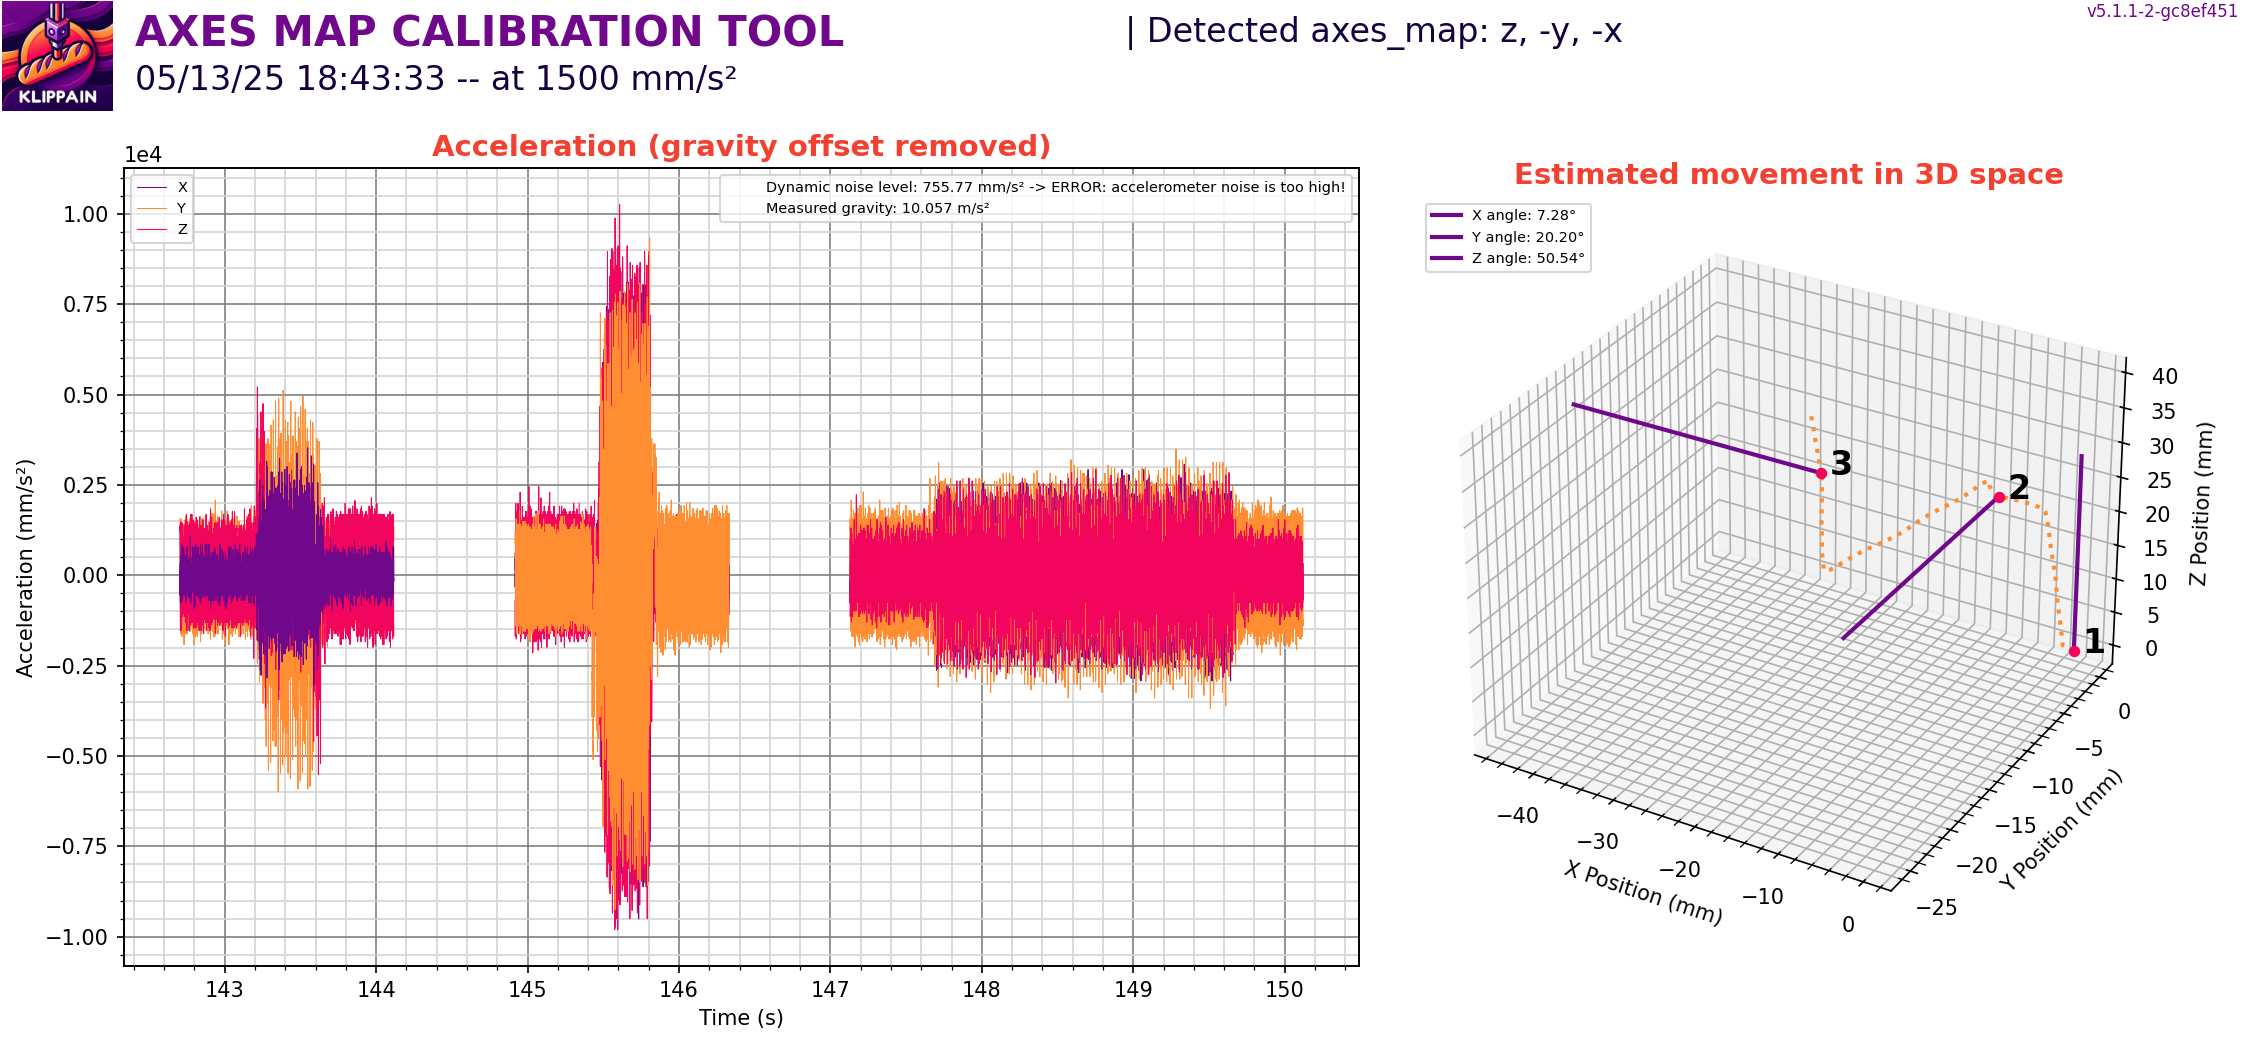 AXES MAP CALIBRATION TOOL
| Detected axes_map: z, -y, -x
v5.1.1-2-gc8ef451
05/13/25 18:43:33 -- at 1500 mm/s²
KLIPPAIN
Acceleration (gravity offset removed)
1e4
X
Y
Z
Dynamic noise level: 755.77 mm/s² -> ERROR: accelerometer noise is too high!
Measured gravity: 10.057 m/s²
1.00
0.75
0.50
0.25
0.00
−0.25
−0.50
−0.75
−1.00
Acceleration (mm/s²)
143 144 145 146 147 148 149 150
Time (s)
Estimated movement in 3D space
X angle: 7.28°
Y angle: 20.20°
Z angle: 50.54°
3
2
1
40
35
30
25
20
15
10
5
0
Z Position (mm)
0
−5
−10
−15
−20
−25
Y Position (mm)
−40
−30
−20
−10
0
X Position (mm)